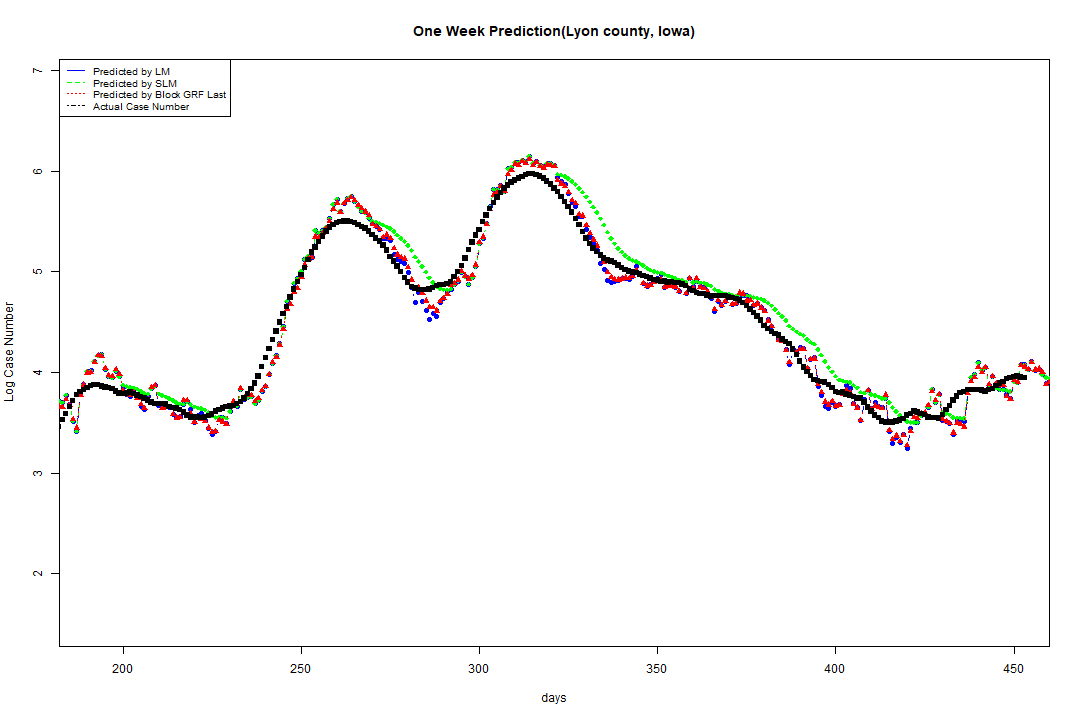 One Week Prediction(Lyon county, Iowa)
Predicted by LM
Predicted by SLM
Predicted by Block GRF Last
Actual Case Number
7
6
5
4
3
2
Log Case Number
200 250 300 350 400 450
days